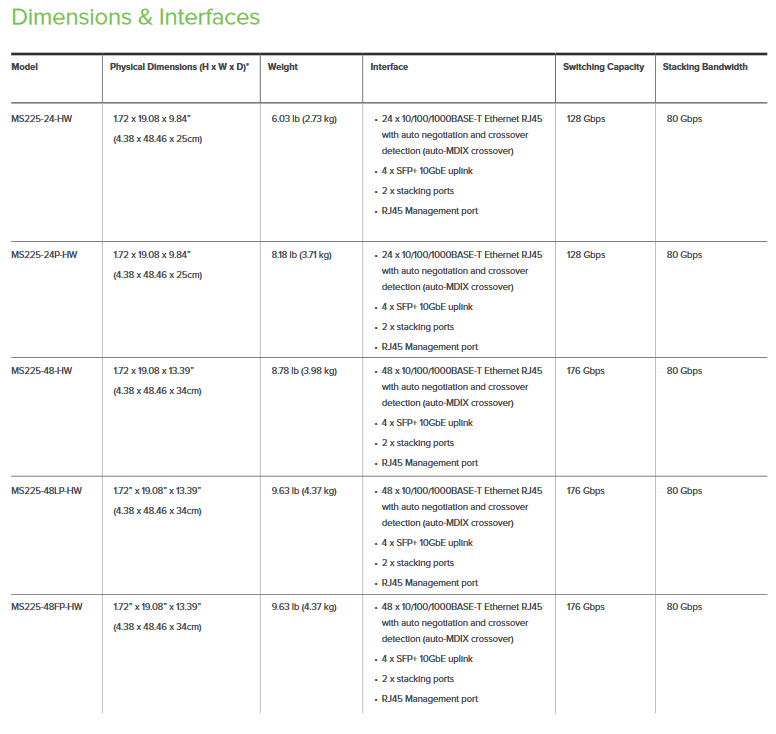 Dimensions & Interfaces
Model
Physical Dimensions (H x W x D)*
Weight
Interface
Switching Capacity
Stacking Bandwidth
MS225-24-HW
1.72 x 19.08 x 9.84"
(4.38 x 48.46 x 25cm)
6.03 lb (2.73 kg)
• 24 x 10/100/1000BASE-T Ethernet RJ45
with auto negotiation and crossover
detection (auto-MDIX crossover)
• 4 x SFP+ 10GbE uplink
• 2 x stacking ports
• RJ45 Management port
128 Gbps
80 Gbps
MS225-24P-HW
1.72 x 19.08 x 9.84"
(4.38 x 48.46 x 25cm)
8.18 lb (3.71 kg)
• 24 x 10/100/1000BASE-T Ethernet RJ45
with auto negotiation and crossover
detection (auto-MDIX crossover)
• 4 x SFP+ 10GbE uplink
• 2 x stacking ports
• RJ45 Management port
128 Gbps
80 Gbps
MS225-48-HW
1.72 x 19.08 x 13.39"
(4.38 x 48.46 x 34cm)
8.78 lb (3.98 kg)
• 48 x 10/100/1000BASE-T Ethernet RJ45
with auto negotiation and crossover
detection (auto-MDIX crossover)
• 4 x SFP+ 10GbE uplink
• 2 x stacking ports
• RJ45 Management port
176 Gbps
80 Gbps
MS225-48LP-HW
1.72" x 19.08" x 13.39"
(4.38 x 48.46 x 34cm)
9.63 lb (4.37 kg)
• 48 x 10/100/1000BASE-T Ethernet RJ45
with auto negotiation and crossover
detection (auto-MDIX crossover)
• 4 x SFP+ 10GbE uplink
• 2 x stacking ports
• RJ45 Management port
176 Gbps
80 Gbps
MS225-48FP-HW
1.72" x 19.08" x 13.39"
(4.38 x 48.46 x 34cm)
9.63 lb (4.37 kg)
• 48 x 10/100/1000BASE-T Ethernet RJ45
with auto negotiation and crossover
detection (auto-MDIX crossover)
• 4 x SFP+ 10GbE uplink
• 2 x stacking ports
• RJ45 Management port
176 Gbps
80 Gbps